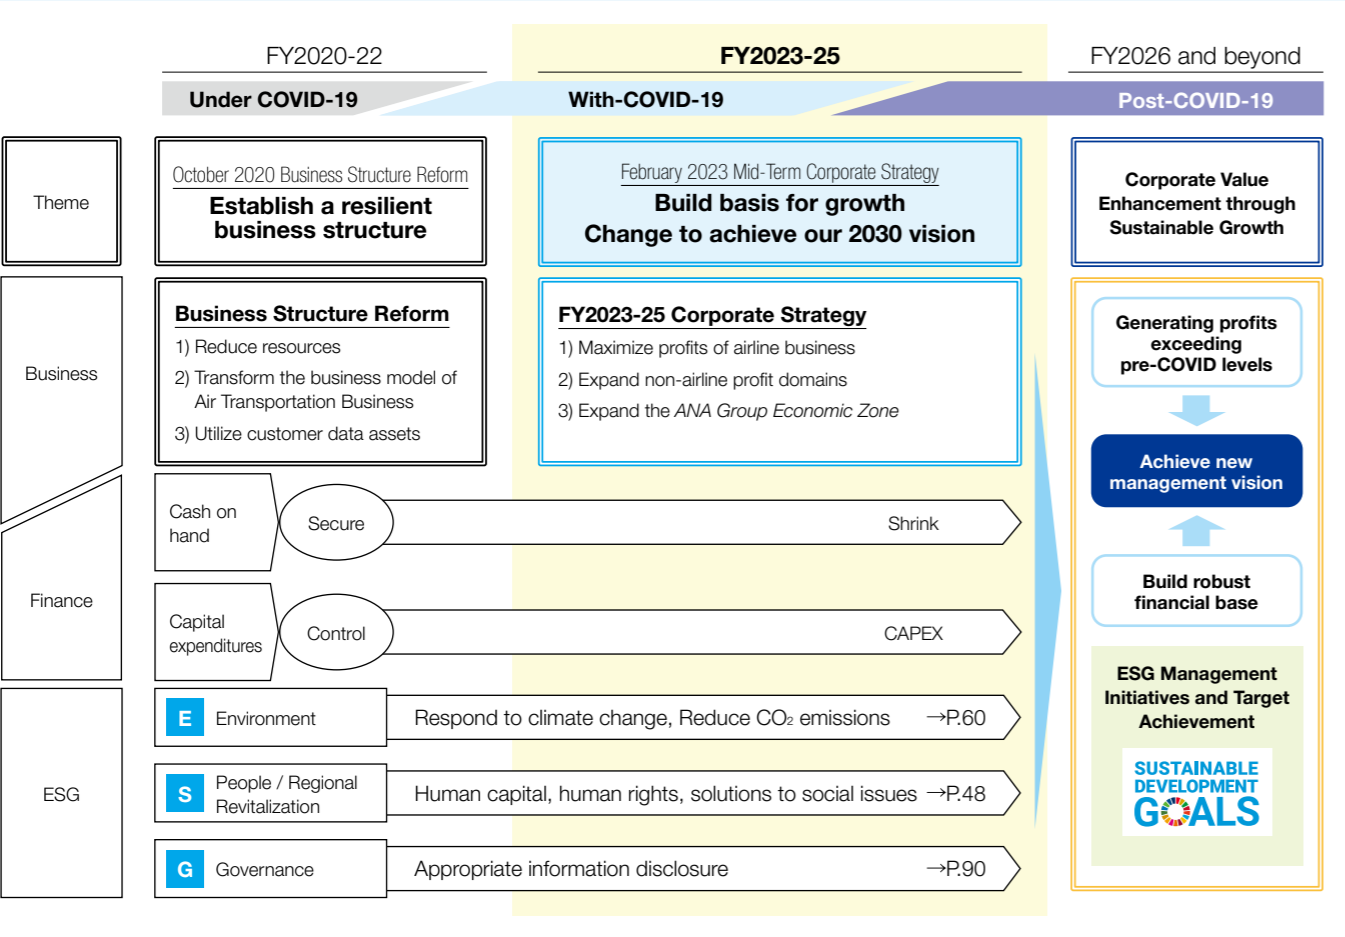 FY2020-22
FY2023-25
FY2026 and beyond
Under COVID-19
With-COVID-19
Post-COVID-19
Theme
October 2020 Business Structure Reform
Establish a resilient
business structure
February 2023 Mid-Term Corporate Strategy
Build basis for growth
Change to achieve our 2030 vision
Corporate Value
Enhancement through
Sustainable Growth
Business
Business Structure Reform
1) Reduce resources
2) Transform the business model of
Air Transportation Business
3) Utilize customer data assets
FY2023-25 Corporate Strategy
1) Maximize profits of airline business
2) Expand non-airline profit domains
3) Expand the ANA Group Economic Zone
Generating profits
exceeding
pre-COVID levels
Achieve new
management vision
Build robust
financial base
Finance
Cash on
hand
Secure
Shrink
Capital
expenditures
Control
CAPEX
ESG
E Environment
Respond to climate change, Reduce CO₂ emissions →P.60
S People / Regional
Revitalization
Human capital, human rights, solutions to social issues →P.48
G Governance
Appropriate information disclosure →P.90
ESG Management
Initiatives and Target
Achievement
SUSTAINABLE
DEVELOPMENT
GOALS